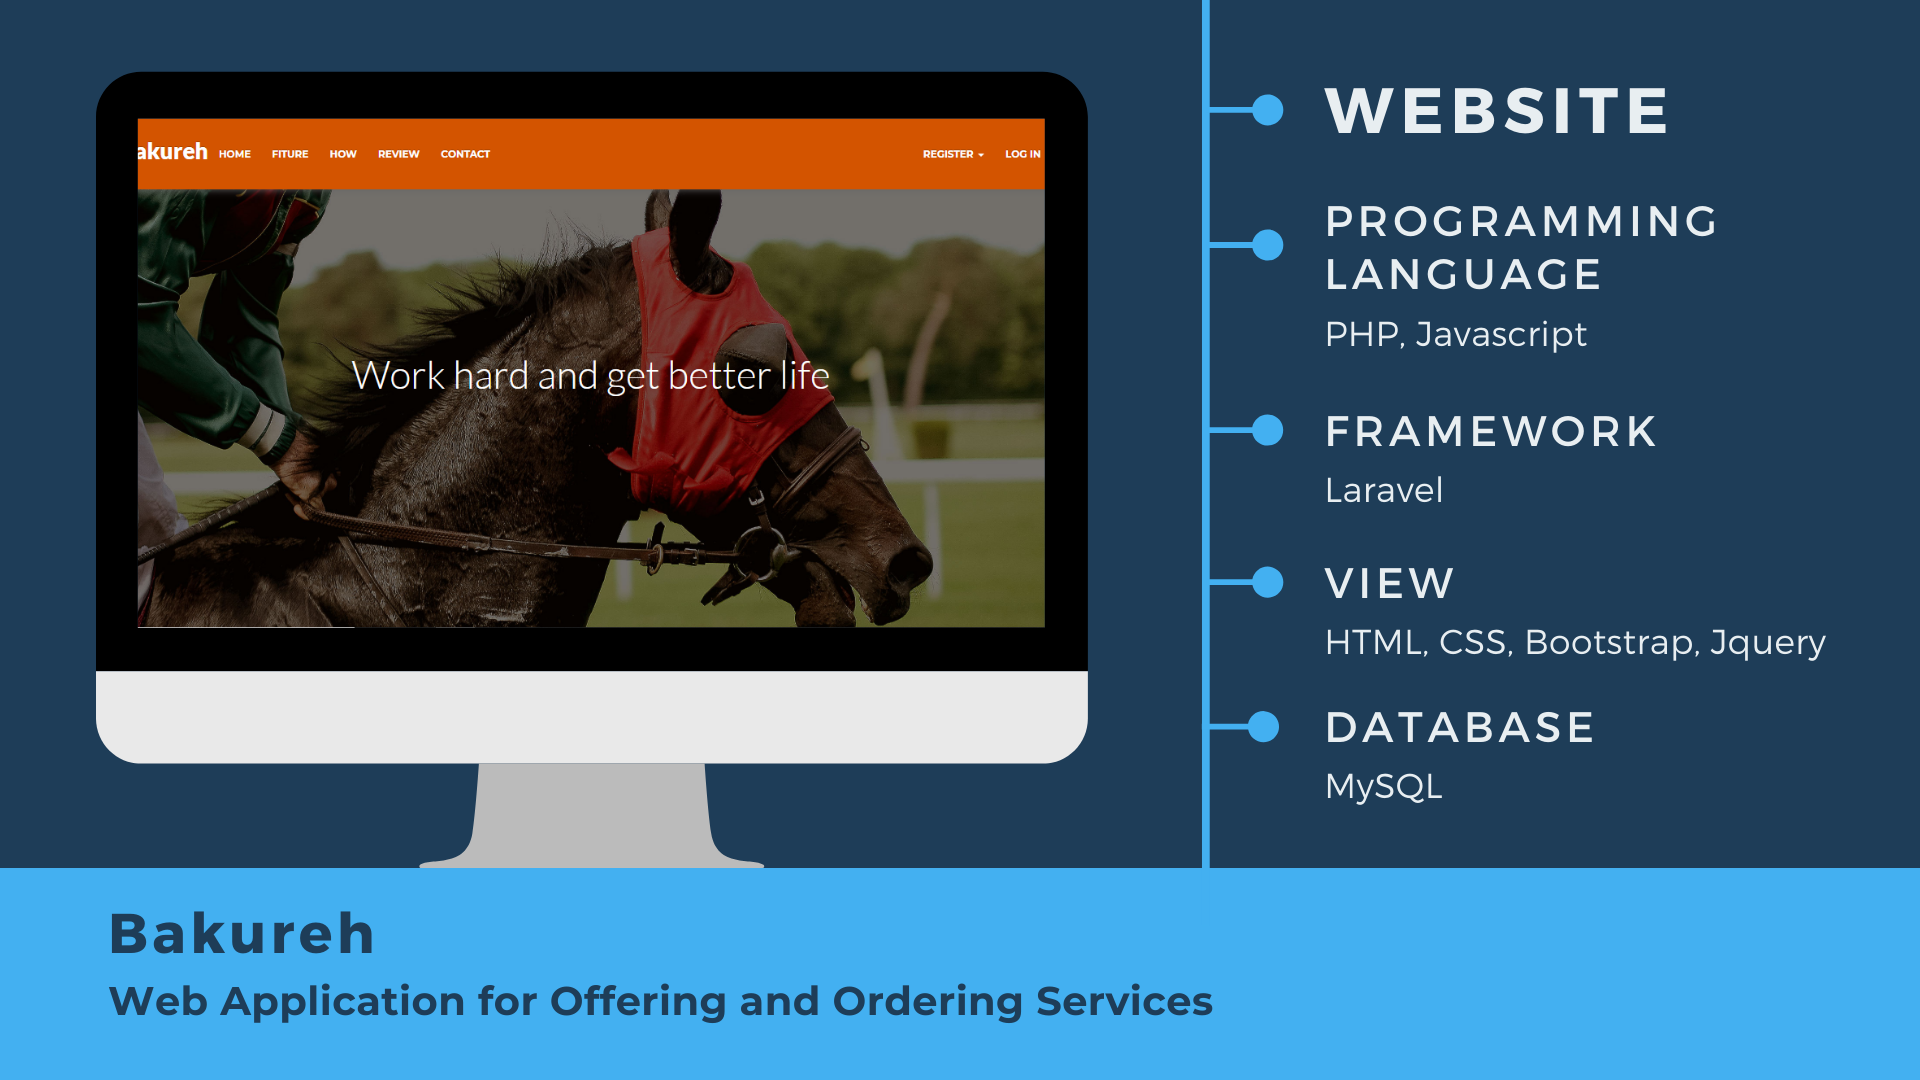 akureh HOME FITURE HOW REVIEW CONTACT REGISTER LOG IN
Work hard and get better life
WEBSITE
PROGRAMMING
LANGUAGE
PHP, Javascript
FRAMEWORK
Laravel
VIEW
HTML, CSS, Bootstrap, Jquery
DATABASE
MySQL
Bakureh
Web Application for Offering and Ordering Services